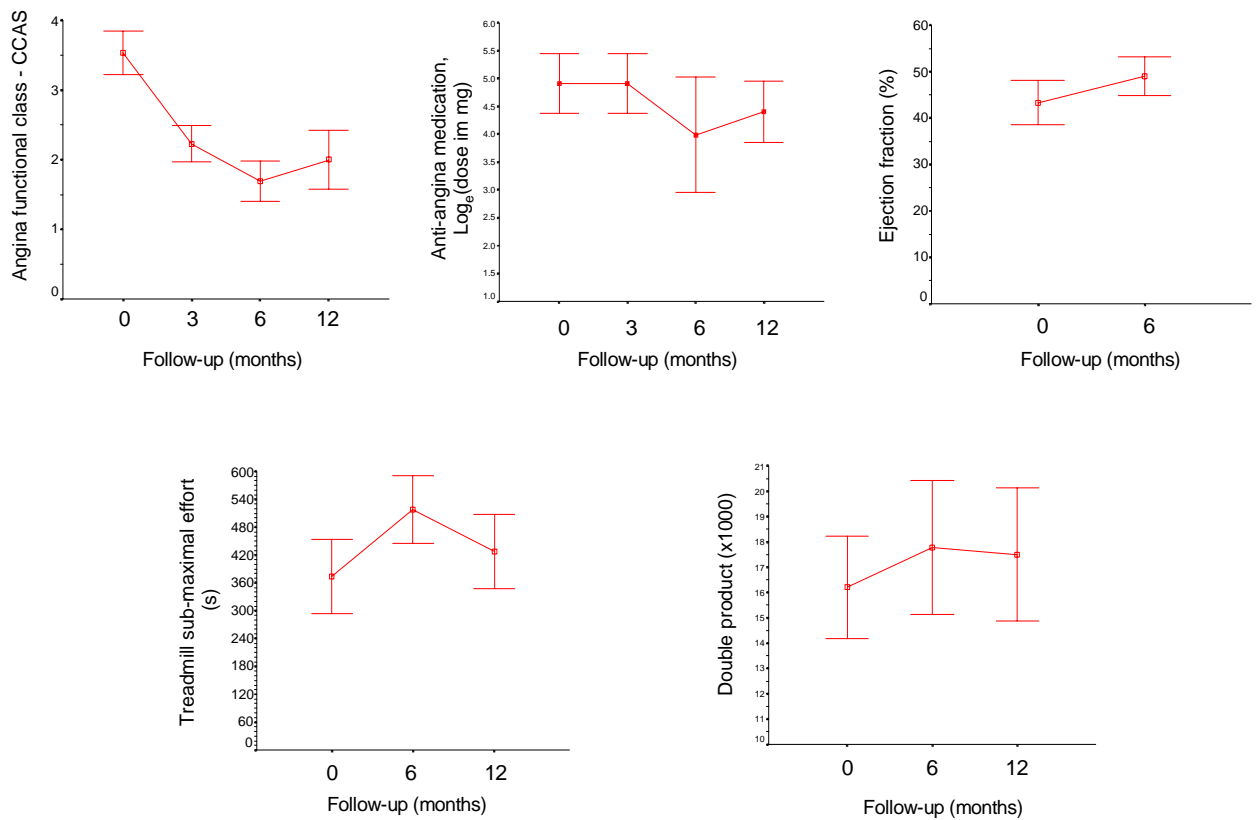 Angina functional class - CCAS
4
3
2
1
0
0 3 6 12
Follow-up (months)
Anti-angina medication,
Logₑ(dose im mg)
6.0
5.5
5.0
4.5
4.0
3.5
3.0
2.5
2.0
1.5
1.0
0 3 6 12
Follow-up (months)
Ejection fraction (%)
60
50
40
30
20
10
0
0 6
Follow-up (months)
Treadmill sub-maximal effort
(s)
600
540
480
420
360
300
240
180
120
60
0
0 6 12
Follow-up (months)
Double product (x1000)
21
20
19
18
17
16
15
14
13
12
11
10
0 6 12
Follow-up (months)